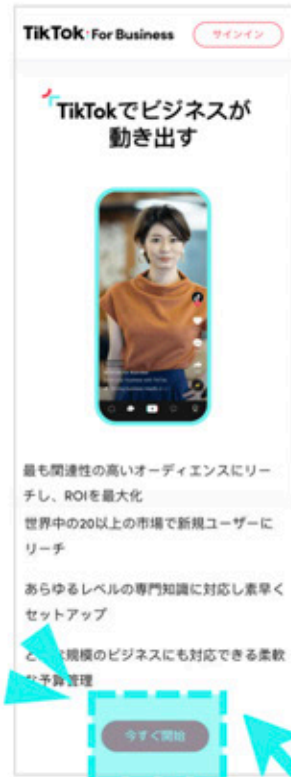 TikTok For Business
サインイン
TikTokでビジネスが
動き出す
最も関連性の高いオーディエンスにリー
チし、ROIを最大化
世界中の20以上の市場で新規ユーザーに
リーチ
あらゆるレベルの専門知識に対応し素早く
セットアップ
規模のビジネスにも対応できる柔軟
な予算管理
今すぐ開始